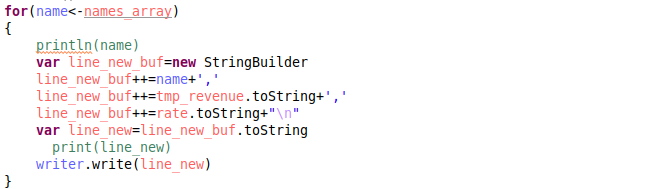 for(name<-names_array)
{
    println(name)
    var line_new_buf=new StringBuilder
    line_new_buf++=name+','
    line_new_buf++=tmp_revenue.toString+','
    line_new_buf++=rate.toString+"\n"
    var line_new=line_new_buf.toString
      print(line_new)
    writer.write(line_new)
}